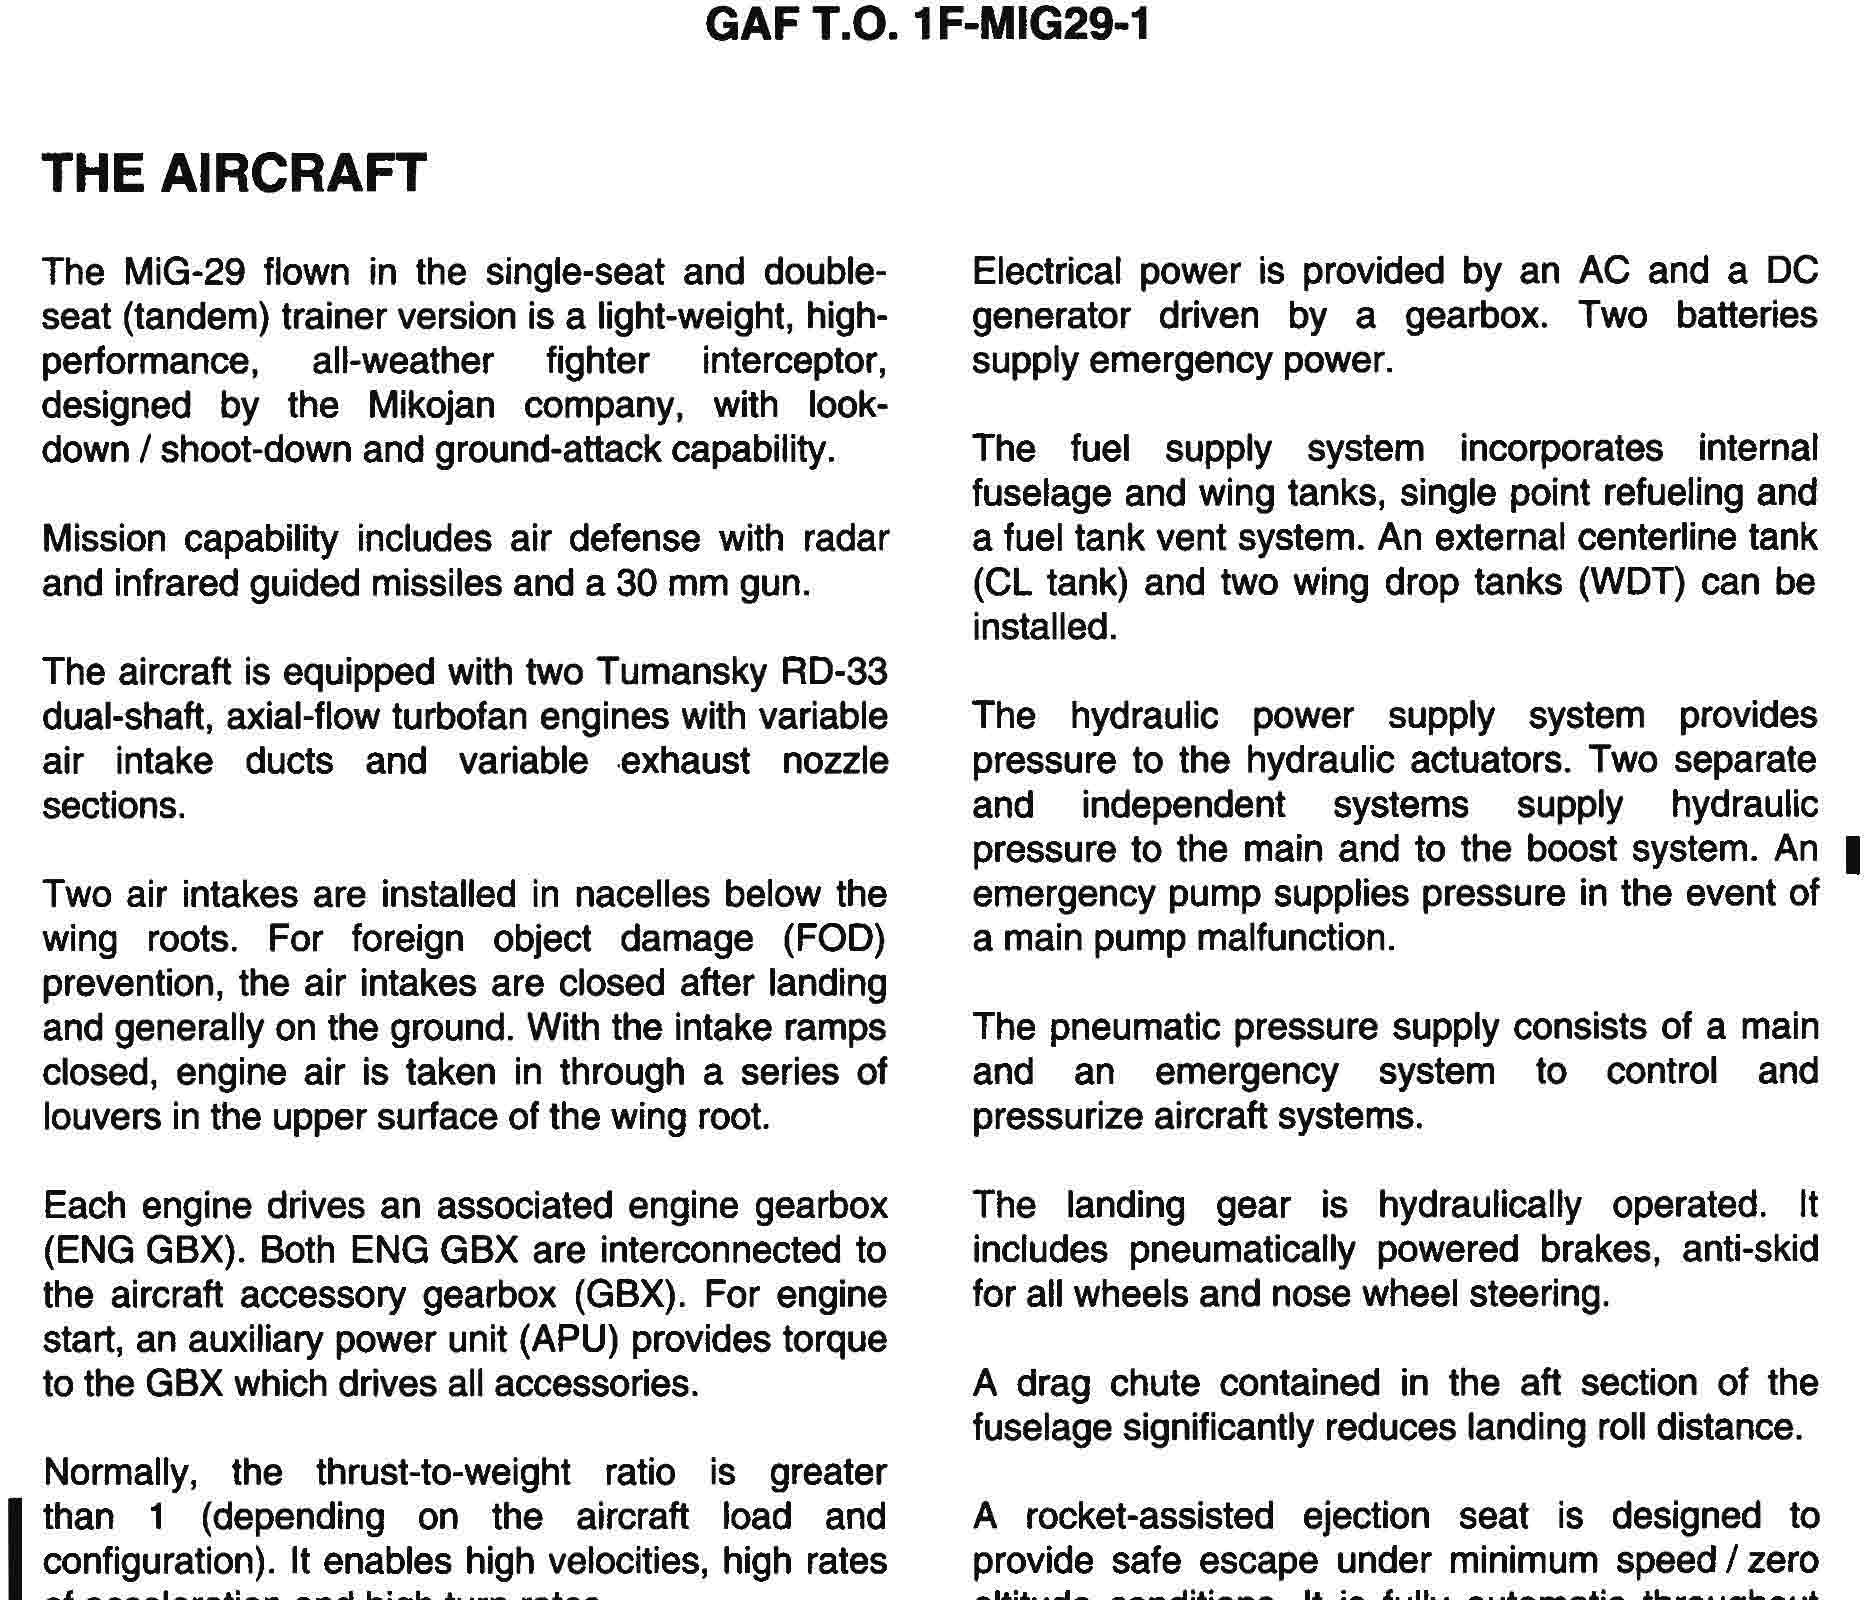 GAF T.O. 1F-MIG29-1
THE AIRCRAFT
The MiG-29 flown in the single-seat and double-
seat (tandem) trainer version is a light-weight, high-
performance, all-weather fighter interceptor,
designed by the Mikojan company, with look-
down / shoot-down and ground-attack capability.
Mission capability includes air defense with radar
and infrared guided missiles and a 30 mm gun.
The aircraft is equipped with two Tumansky RD-33
dual-shaft, axial-flow turbofan engines with variable
air intake ducts and variable exhaust nozzle
sections.
Two air intakes are installed in nacelles below the
wing roots. For foreign object damage (FOD)
prevention, the air intakes are closed after landing
and generally on the ground. With the intake ramps
closed, engine air is taken in through a series of
louvers in the upper surface of the wing root.
Each engine drives an associated engine gearbox
(ENG GBX). Both ENG GBX are interconnected to
the aircraft accessory gearbox (GBX). For engine
start, an auxiliary power unit (APU) provides torque
to the GBX which drives all accessories.
Normally, the thrust-to-weight ratio is greater
than 1 (depending on the aircraft load and
configuration). It enables high velocities, high rates
of acceleration and high turn rates.
Electrical power is provided by an AC and a DC
generator driven by a gearbox. Two batteries
supply emergency power.
The fuel supply system incorporates internal
fuselage and wing tanks, single point refueling and
a fuel tank vent system. An external centerline tank
(CL tank) and two wing drop tanks (WDT) can be
installed.
The hydraulic power supply system provides
pressure to the hydraulic actuators. Two separate
and independent systems supply hydraulic
pressure to the main and to the boost system. An
emergency pump supplies pressure in the event of
a main pump malfunction.
The pneumatic pressure supply consists of a main
and an emergency system to control and
pressurize aircraft systems.
The landing gear is hydraulically operated. It
includes pneumatically powered brakes, anti-skid
for all wheels and nose wheel steering.
A drag chute contained in the aft section of the
fuselage significantly reduces landing roll distance.
A rocket-assisted ejection seat is designed to
provide safe escape under minimum speed / zero
altitude conditions. It is fully automatic throughout